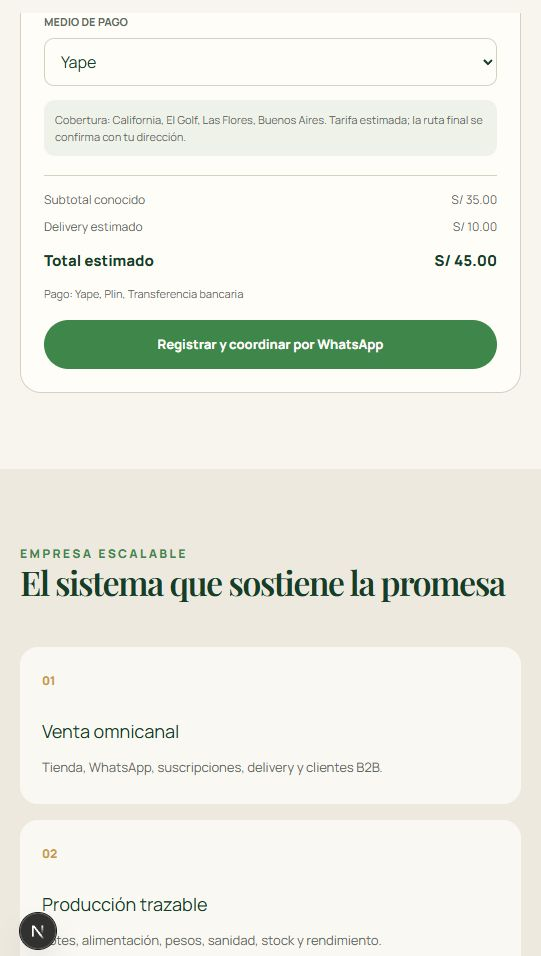 MEDIO DE PAGO
Yape
Cobertura: California, El Golf, Las Flores, Buenos Aires. Tarifa estimada; la ruta final se
confirma con tu dirección.
Subtotal conocido S/ 35.00
Delivery estimado S/ 10.00
Total estimado S/ 45.00
Pago: Yape, Plin, Transferencia bancaria
Registrar y coordinar por WhatsApp
EMPRESA ESCALABLE
El sistema que sostiene la promesa
01
Venta omnicanal
Tienda, WhatsApp, suscripciones, delivery y clientes B2B.
02
Producción trazable
N
alimentación, pesos, sanidad, stock y rendimiento.